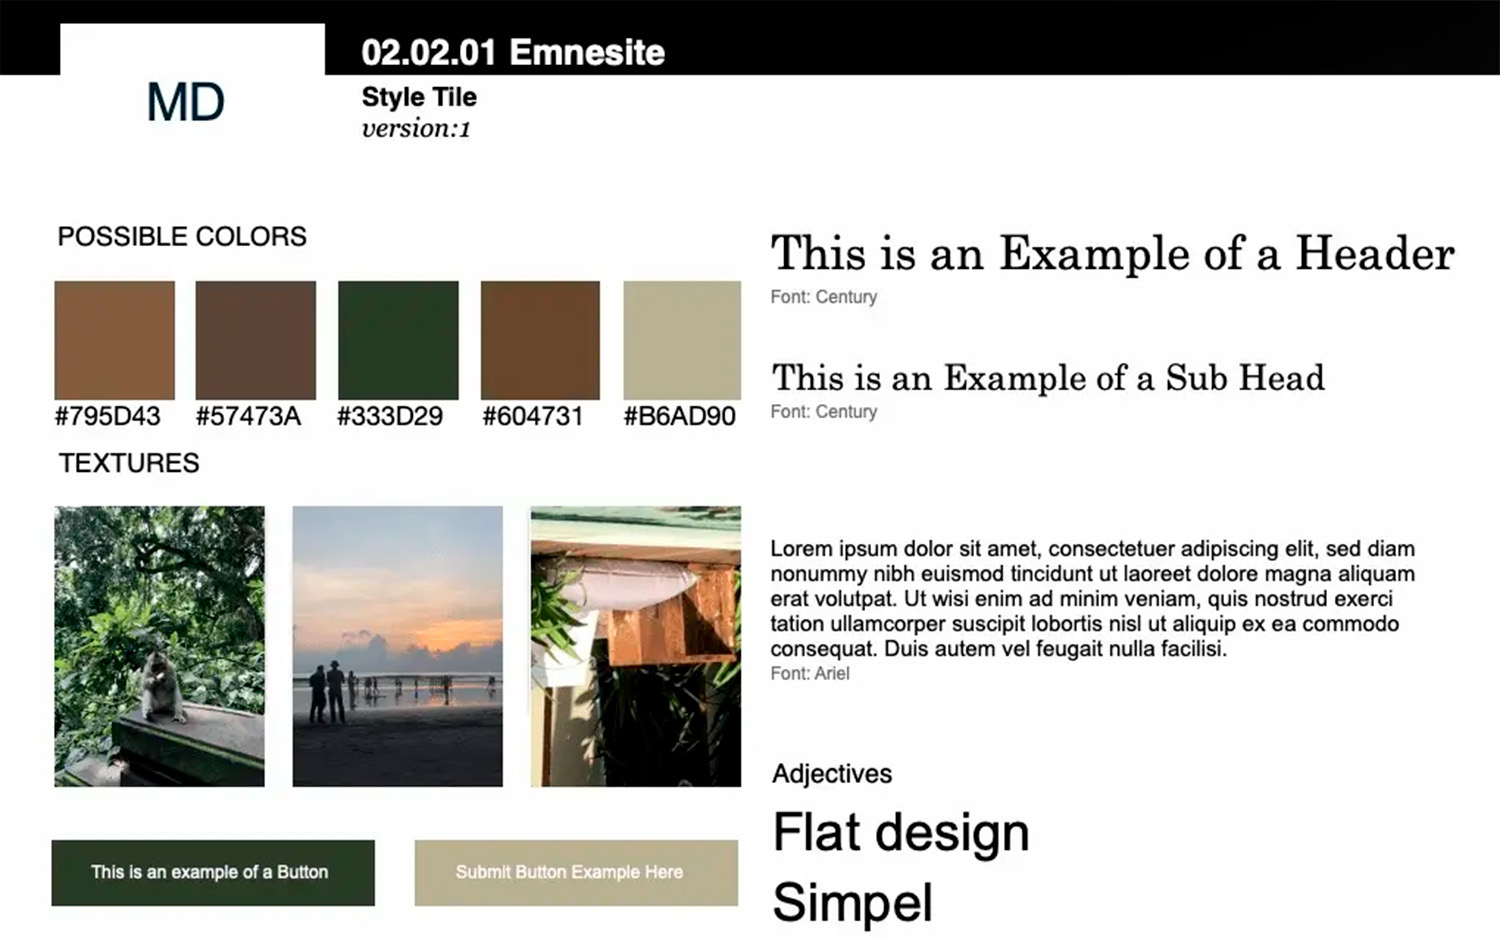 02.02.01 Emnesite
MD
Style Tile
version:1
POSSIBLE COLORS
#795D43
#57473A
#333D29
#604731
#B6AD90
TEXTURES
This is an example of a Button
Submit Button Example Here
This is an Example of a Header
Font: Century
This is an Example of a Sub Head
Font: Century
Lorem ipsum dolor sit amet, consectetuer adipiscing elit, sed diam
nonummy nibh euismod tincidunt ut laoreet dolore magna aliquam
erat volutpat. Ut wisi enim ad minim veniam, quis nostrud exerci
tation ullamcorper suscipit lobortis nisl ut aliquip ex ea commodo
consequat. Duis autem vel feugait nulla facilisi.
Font: Ariel
Adjectives
Flat design
Simpel